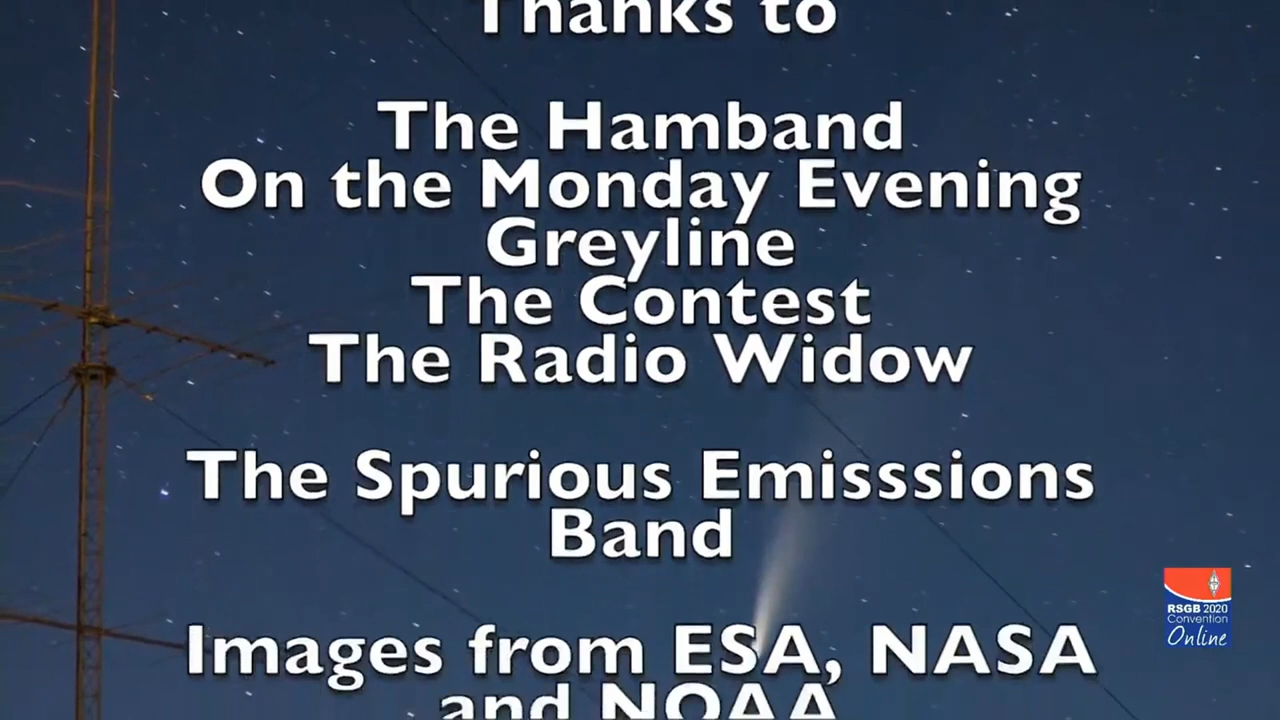 Thanks to
The Hamband
On the Monday Evening
Greyline
The Contest
The Radio Widow
The Spurious Emisssions
Band
Images from ESA, NASA
and NOAA
RSGB 2020
Convention
Online